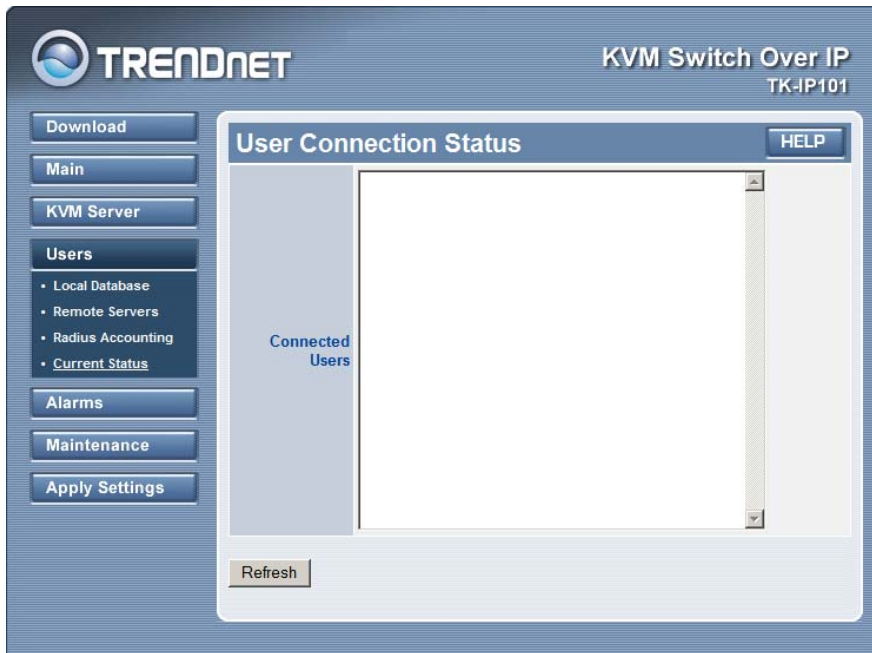 TRENDNET
KVM Switch Over IP
TK-IP101
Download
Main
KVM Server
Users
• Local Database
• Remote Servers
• Radius Accounting
• Current Status
Alarms
Maintenance
Apply Settings
User Connection Status
HELP
Connected
Users
Refresh